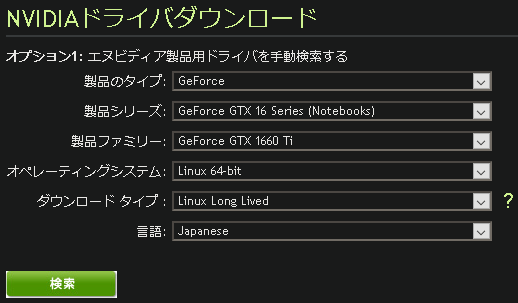 NVIDIAドライバダウンロード
オプション1: エヌビディア製品用ドライバを手動検索する
製品のタイプ: GeForce
製品シリーズ: GeForce GTX 16 Series (Notebooks)
製品ファミリー: GeForce GTX 1660 Ti
オペレーティングシステム: Linux 64-bit
ダウンロード タイプ : Linux Long Lived ?
言語: Japanese
検索